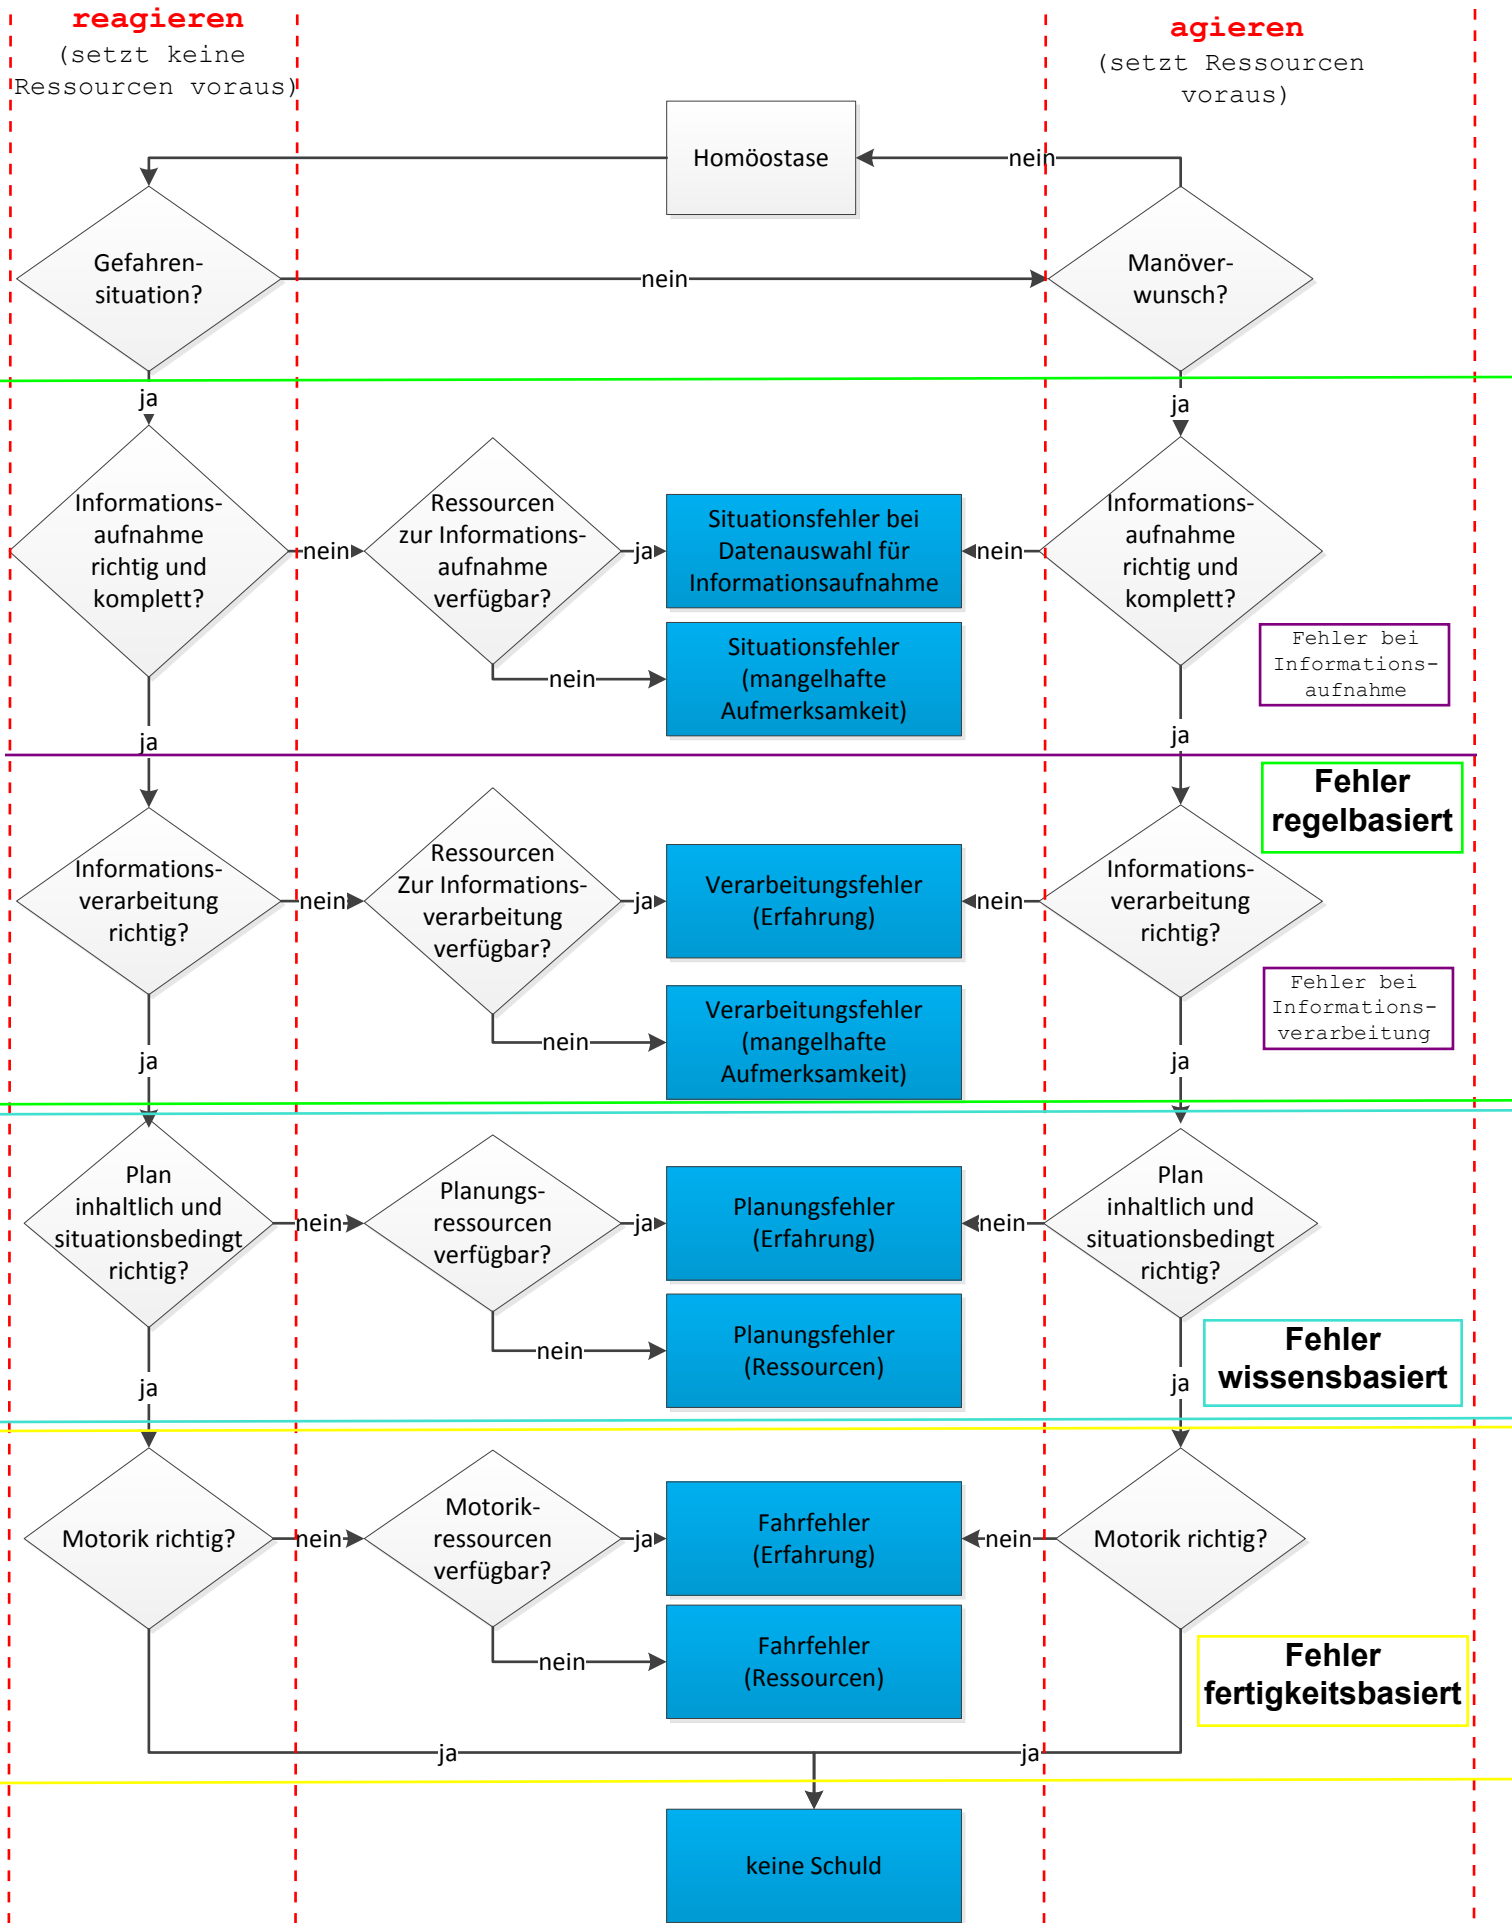 reagieren
(setzt keine
Ressourcen voraus)
agieren
(setzt Ressourcen
voraus)
Homöostase
nein
Gefahren-
situation?
nein
Manöver-
wunsch?
ja
ja
Informations-
aufnahme
richtig und
komplett?
nein
Ressourcen
zur Informations-
aufnahme
verfügbar?
ja
Situationsfehler bei
Datenauswahl für
Informationsaufnahme
nein
Informations-
aufnahme
richtig und
komplett?
nein
Situationsfehler
(mangelhafte
Aufmerksamkeit)
Fehler bei
Informations-
aufnahme
ja
ja
Fehler
regelbasiert
Informations-
verarbeitung
richtig?
nein
Ressourcen
Zur Informations-
verarbeitung
verfügbar?
ja
Verarbeitungsfehler
(Erfahrung)
nein
Informations-
verarbeitung
richtig?
nein
Verarbeitungsfehler
(mangelhafte
Aufmerksamkeit)
Fehler bei
Informations-
verarbeitung
ja
ja
Plan
inhaltlich und
situationsbedingt
richtig?
nein
Planungs-
ressourcen
verfügbar?
ja
Planungsfehler
(Erfahrung)
nein
Plan
inhaltlich und
situationsbedingt
richtig?
nein
Planungsfehler
(Ressourcen)
Fehler
wissensbasiert
ja
ja
Motorik richtig?
nein
Motorik-
ressourcen
verfügbar?
ja
Fahrfehler
(Erfahrung)
nein
Motorik richtig?
nein
Fahrfehler
(Ressourcen)
Fehler
fertigkeitsbasiert
ja
ja
keine Schuld